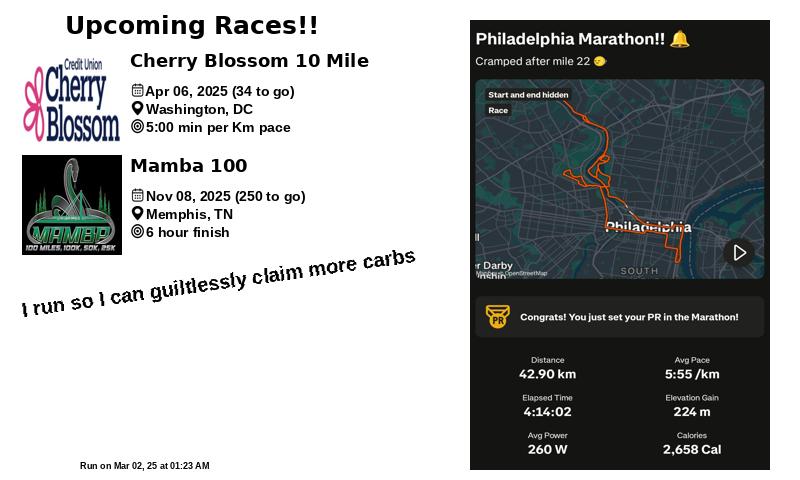 Upcoming Races!!
Credit Union
Cherry
Blossom
Cherry Blossom 10 Mile
Apr 06, 2025 (34 to go)
Washington, DC
5:00 min per Km pace
MAMBA
100 MILES, 100K, 50K, 25K
Mamba 100
Nov 08, 2025 (250 to go)
Memphis, TN
6 hour finish
I run so I can guiltlessly claim more carbs
Run on Mar 02, 25 at 01:23 AM
Philadelphia Marathon!! 🔔
Cramped after mile 22
Start and end hidden
Race
Philadelphia
ll
r Darby
SOUTH
OpenStreetMap
PR
Congrats! You just set your PR in the Marathon!
Distance
42.90 km
Avg Pace
5:55 /km
Elapsed Time
4:14:02
Elevation Gain
224 m
Avg Power
260 W
Calories
2,658 Cal